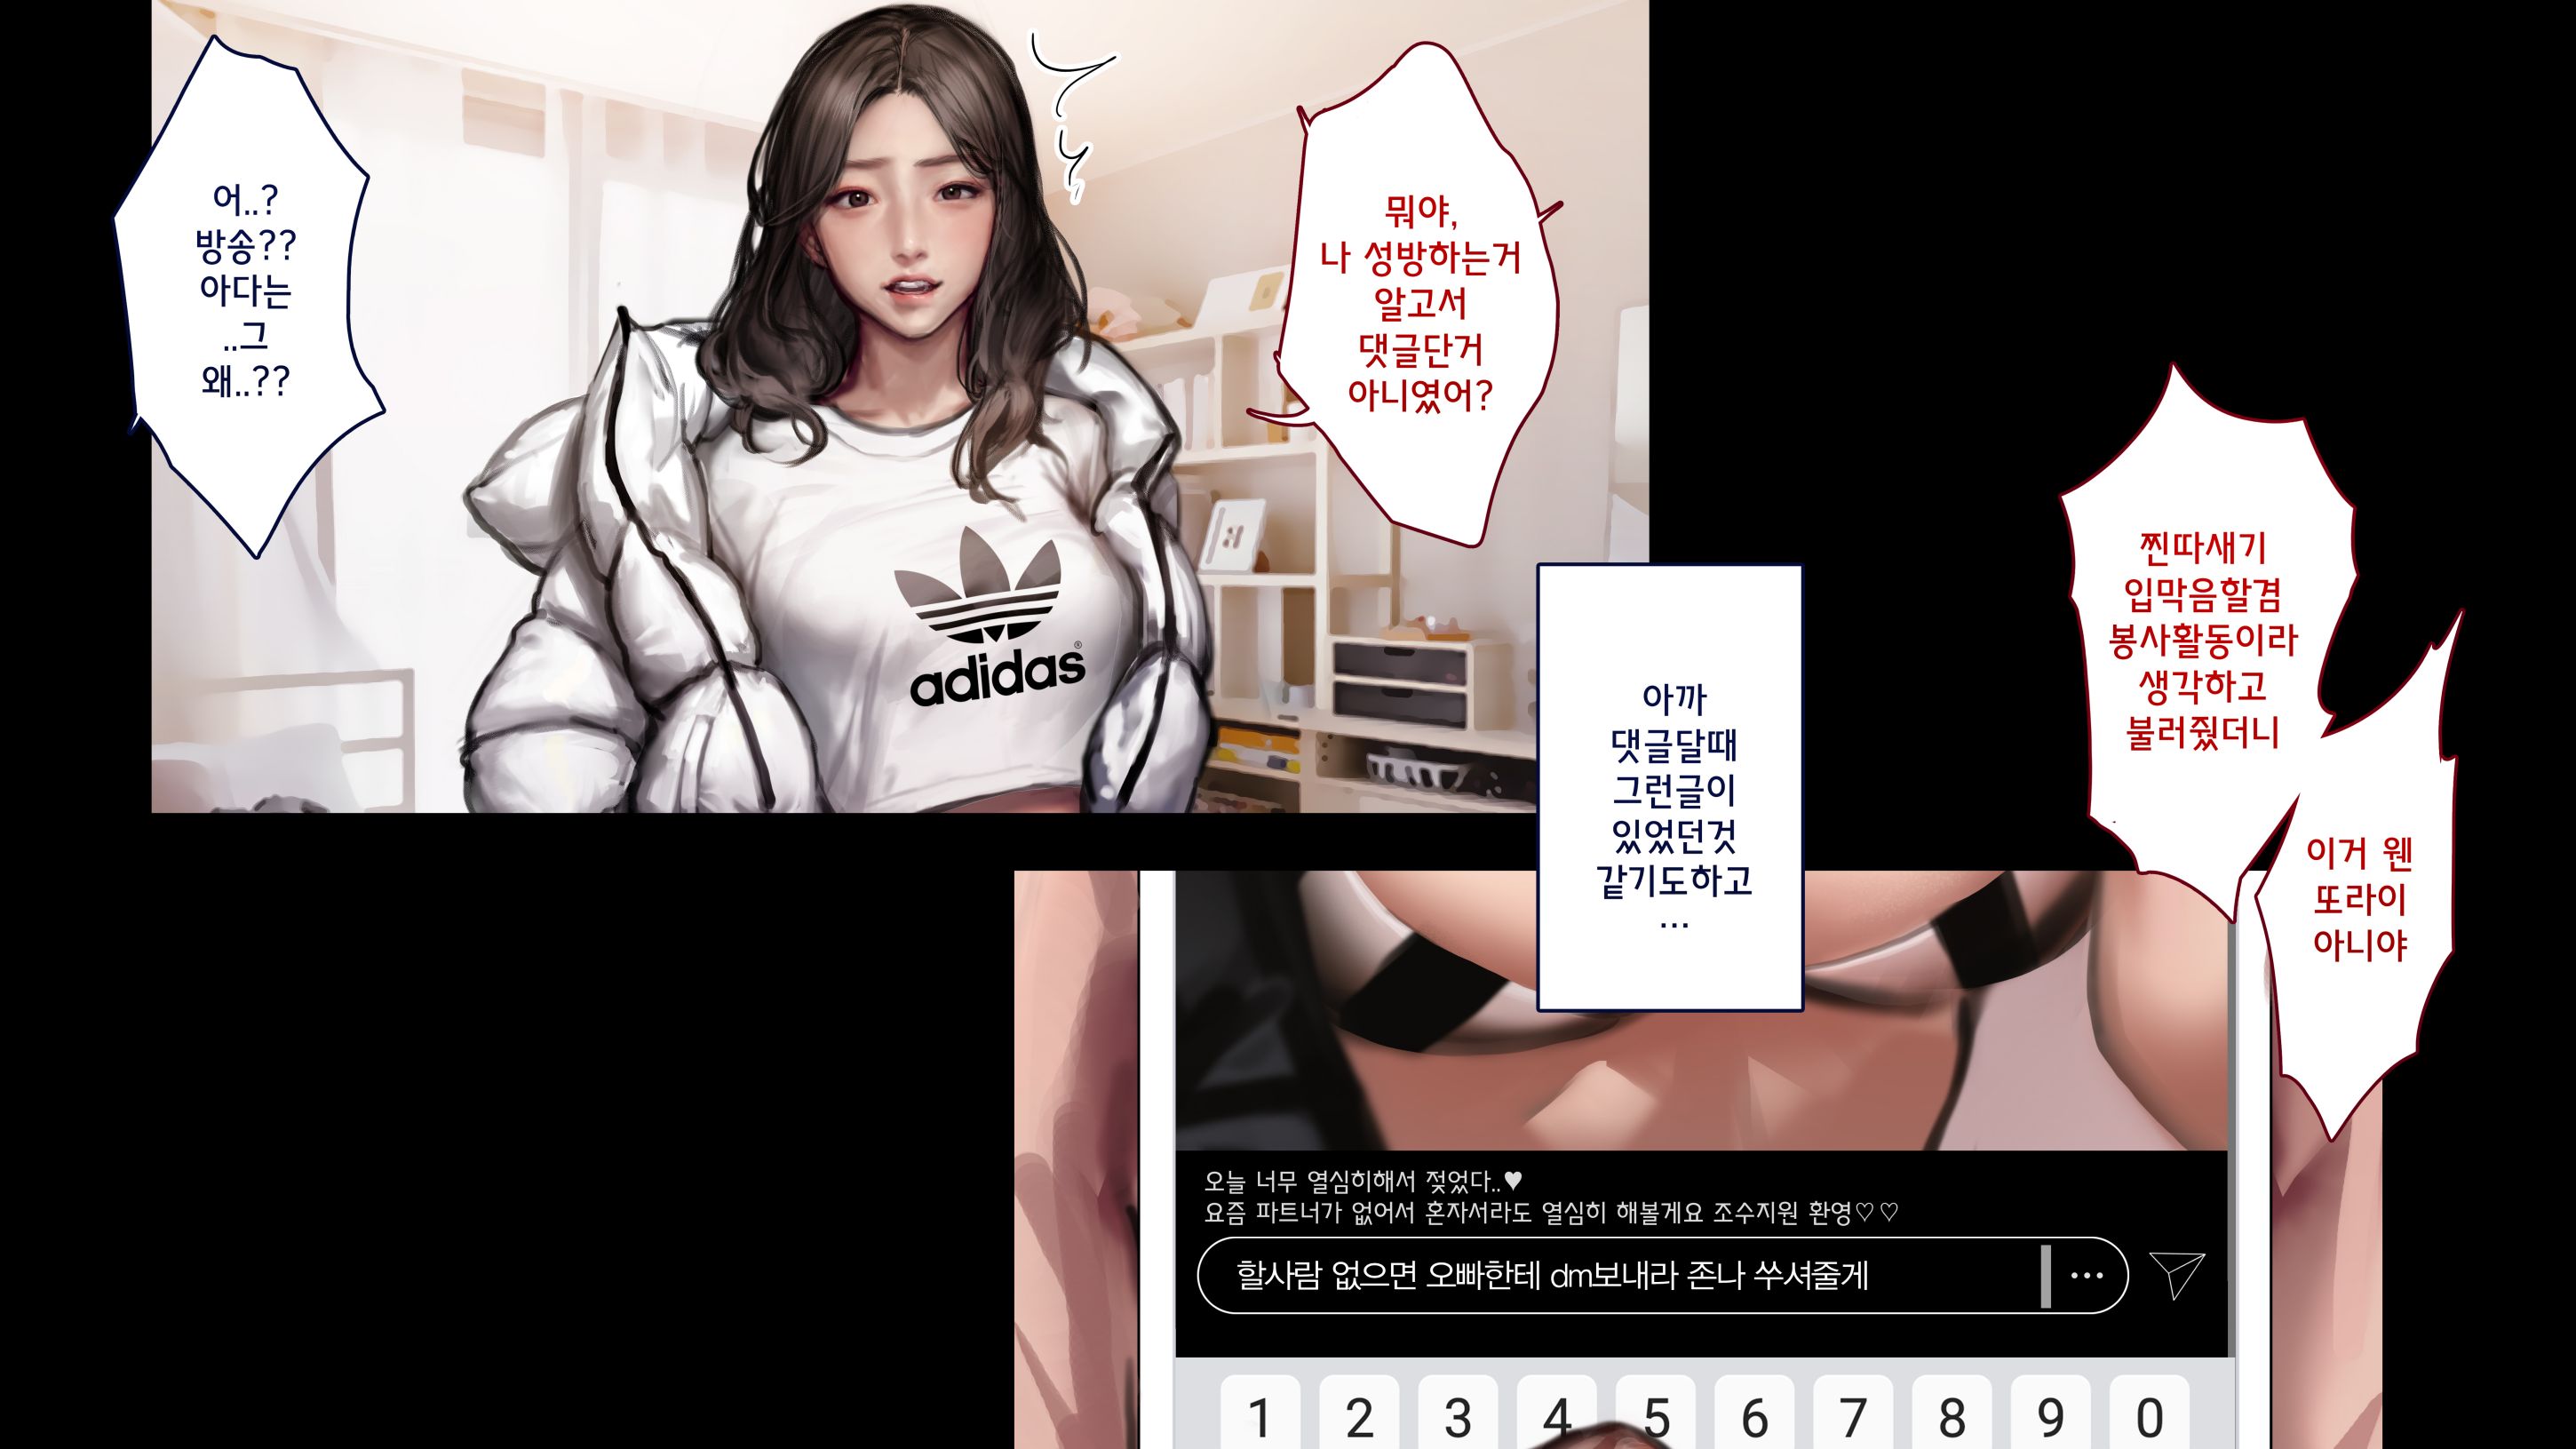 어..?
방송??
아다는
..그
왜..??
뭐야,
나 성방하는거
알고서
댓글단거
아니였어?
adidas®
찐따새기
입막음할겸
봉사활동이라
생각하고
불러줬더니
이거 웬
또라이
아니야
아까
댓글달때
그런글이
있었던것
같기도하고
...
오늘 너무 열심히해서 젖었다..♥
요즘 파트너가 없어서 혼자서라도 열심히 해볼게요 조수지원 환영♡♡
할사람 없으면 오빠한테 dm보내라 존나 쑤셔줄게
1 2 3 4 5 6 7 8 9 0